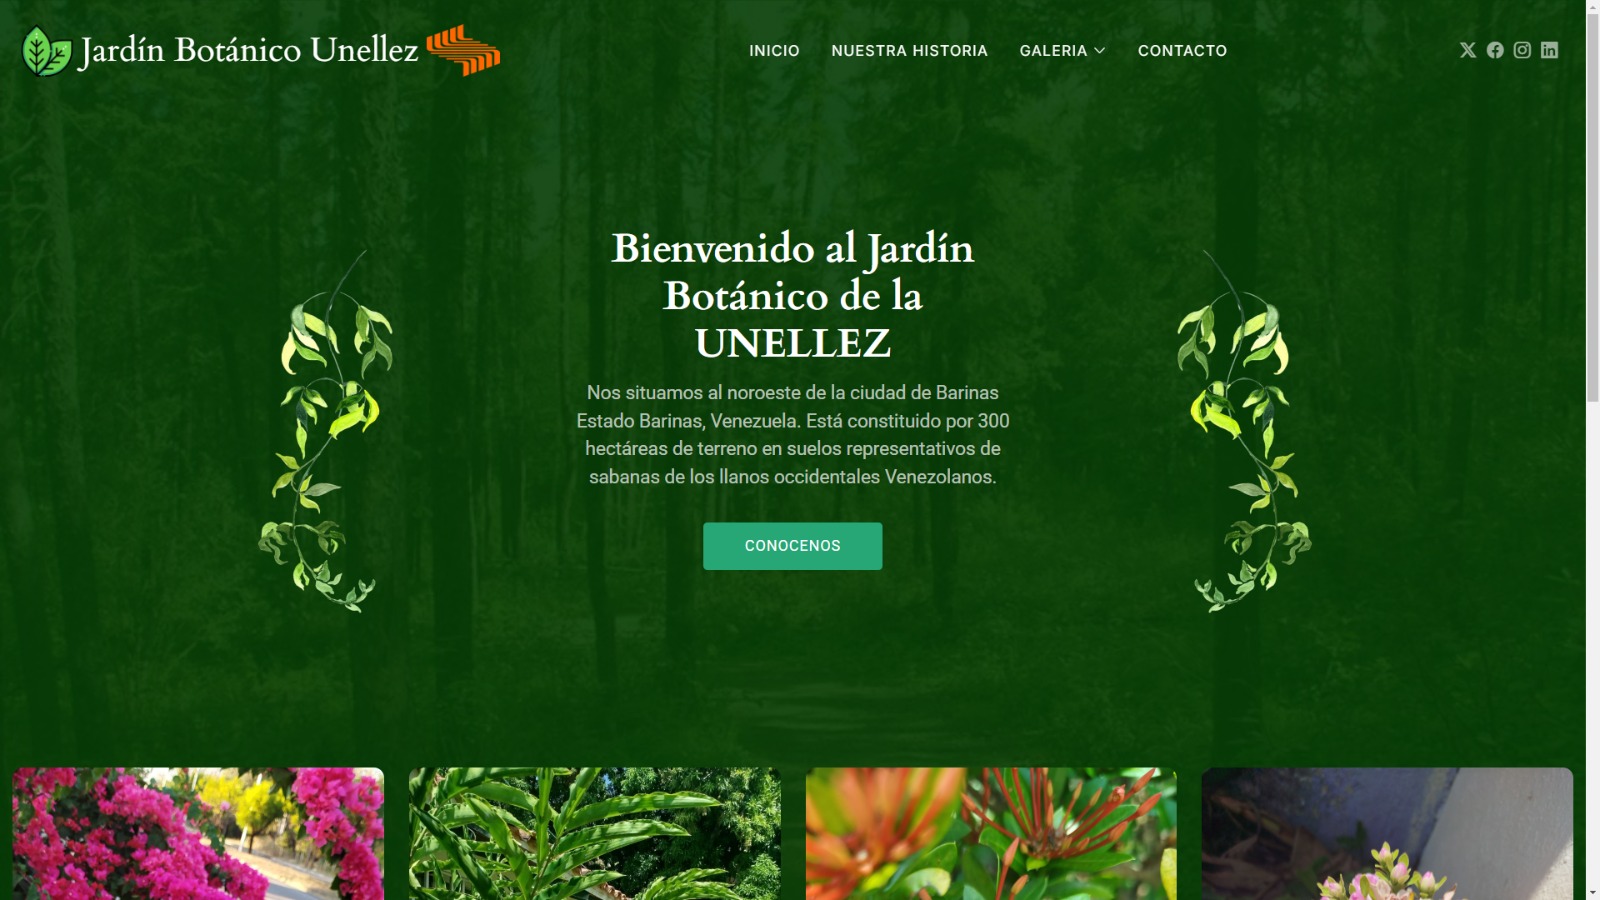 Jardín Botánico Unellez
INICIO
NUESTRA HISTORIA
GALERIA
CONTACTO
Bienvenido al Jardín
Botánico de la
UNELLEZ
Nos situamos al noroeste de la ciudad de Barinas
Estado Barinas, Venezuela. Está constituido por 300
hectáreas de terreno en suelos representativos de
sabanas de los llanos occidentales Venezolanos.
CONOCENOS